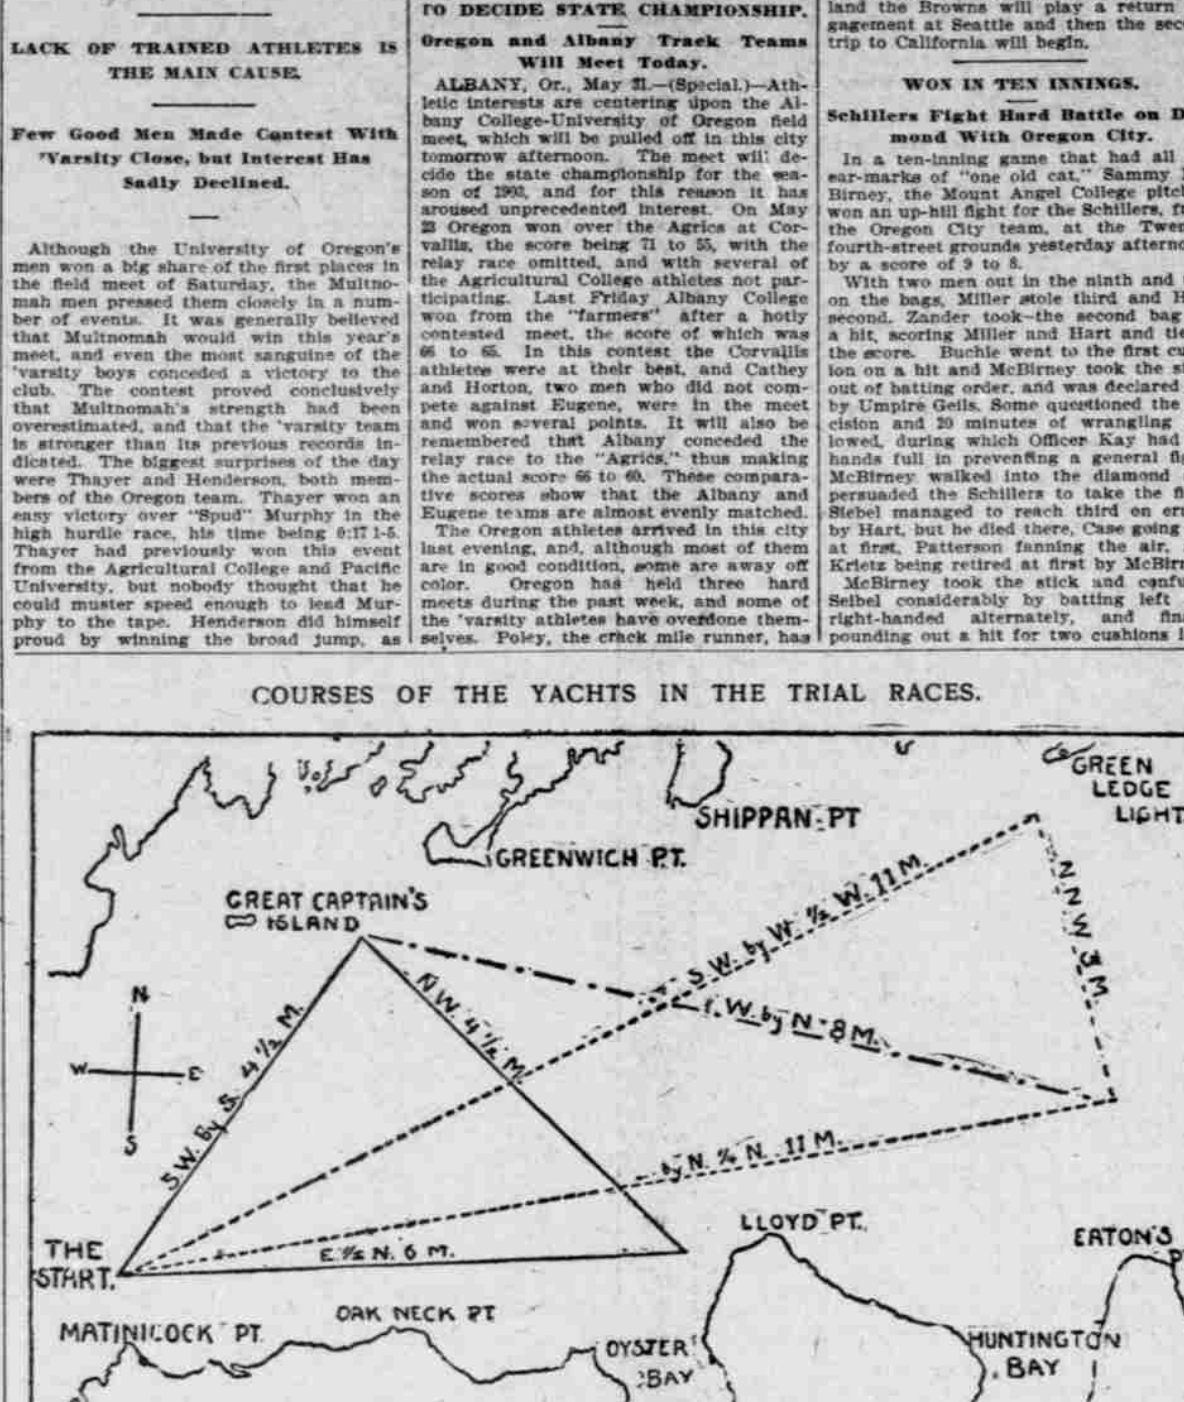 LACK OF TRAINED ATHLETES IS
THE MAIN CAUSE.
Few Good Men Made Contest With
'Varsity Close, but Interest Has
Sadly Declined.
Although the University of Oregon's
men won a big share of the first places in
the field meet of Saturday, the Multno-
mah men pressed them closely in a num-
ber of events. It was generally believed
that Multnomah would win this year's
meet, and even the most sanguine of the
'varsity boys conceded a victory to the
club. The contest proved conclusively
that Multnomah's strength had been
overestimated, and that the 'varsity team
is stronger than its previous records in-
dicated. The biggest surprises of the day
were Thayer and Henderson, both mem-
bers of the Oregon team. Thayer won an
easy victory over "Spud" Murphy in the
high hurdle race, his time being 0:17 1-5.
Thayer had previously won this event
from the Agricultural College and Pacific
University, but nobody thought that he
could muster speed enough to lead Mur-
phy to the tape. Henderson did himself
proud by winning the broad jump, as
TO DECIDE STATE CHAMPIONSHIP.
Oregon and Albany Track Teams
Will Meet Today.
ALBANY, Or., May 31.—(Special.)—Ath-
letic interests are centering upon the Al-
bany College-University of Oregon field
meet, which will be pulled off in this city
tomorrow afternoon. The meet will de-
cide the state championship for the sea-
son of 1903, and for this reason it has
aroused unprecedented interest. On May
23 Oregon won over the Agrics at Cor-
vallis, the score being 71 to 55, with the
relay race omitted, and with several of
the Agricultural College athletes not par-
ticipating. Last Friday Albany College
won from the "farmers" after a hotly
contested meet, the score of which was
66 to 65. In this contest the Corvallis
athletes were at their best, and Cathey
and Horton, two men who did not com-
pete against Eugene, were in the meet
and won several points. It will also be
remembered that Albany conceded the
relay race to the "Agrics," thus making
the actual score 66 to 60. These compara-
tive scores show that the Albany and
Eugene teams are almost evenly matched.
The Oregon athletes arrived in this city
last evening, and, although most of them
are in good condition, some are away off
color. Oregon has held three hard
meets during the past week, and some of
the 'varsity athletes have overdone them-
selves. Poley, the crack mile runner, has
land the Browns will play a return
gagement at Seattle and then the sec
trip to California will begin.
WON IN TEN INNINGS.
Schillers Fight Hard Battle on D
mond With Oregon City.
In a ten-inning game that had all
ear-marks of "one old cat," Sammy
Birney, the Mount Angel College pitc
won an up-hill fight for the Schillers, f
the Oregon City team, at the Twen
fourth-street grounds yesterday afterno
by a score of 9 to 8.
With two men out in the ninth and
on the bags, Miller stole third and H
second. Zander took the second bag
a hit, scoring Miller and Hart and tie
the score. Buchie went to the first cu
ion on a hit and McBirney took the st
out of batting order, and was declared
by Umpire Geils. Some questioned the
cision and 20 minutes of wrangling
lowed, during which Officer Kay had
hands full in preventing a general fig
McBirney walked into the diamond
persuaded the Schillers to take the fi
Siebel managed to reach third on err
by Hart, but he died there, Case going
at first, Patterson fanning the air,
Krietz being retired at first by McBirn
McBirney took the stick and confu
Seibel considerably by batting left
right-handed alternately, and fina
pounding out a hit for two cushions i
COURSES OF THE YACHTS IN THE TRIAL RACES.
GREEN
LEDGE
LIGHT
SHIPPAN PT
GREENWICH PT.
GREAT CAPTAIN'S
ISLAND
S.W. by W. ½ W. 11 M.
N N W 3 M.
N.W. 4½ M.
W. by N. 8 M.
S.W. by S. 4½ M.
N
W E
S
by N. ¼ N. 11 M.
E. ½ N. 6 M.
THE
START.
LLOYD PT.
EATON'S
OAK NECK PT
MATINICOCK PT.
OYSTER
BAY
HUNTINGTON
BAY